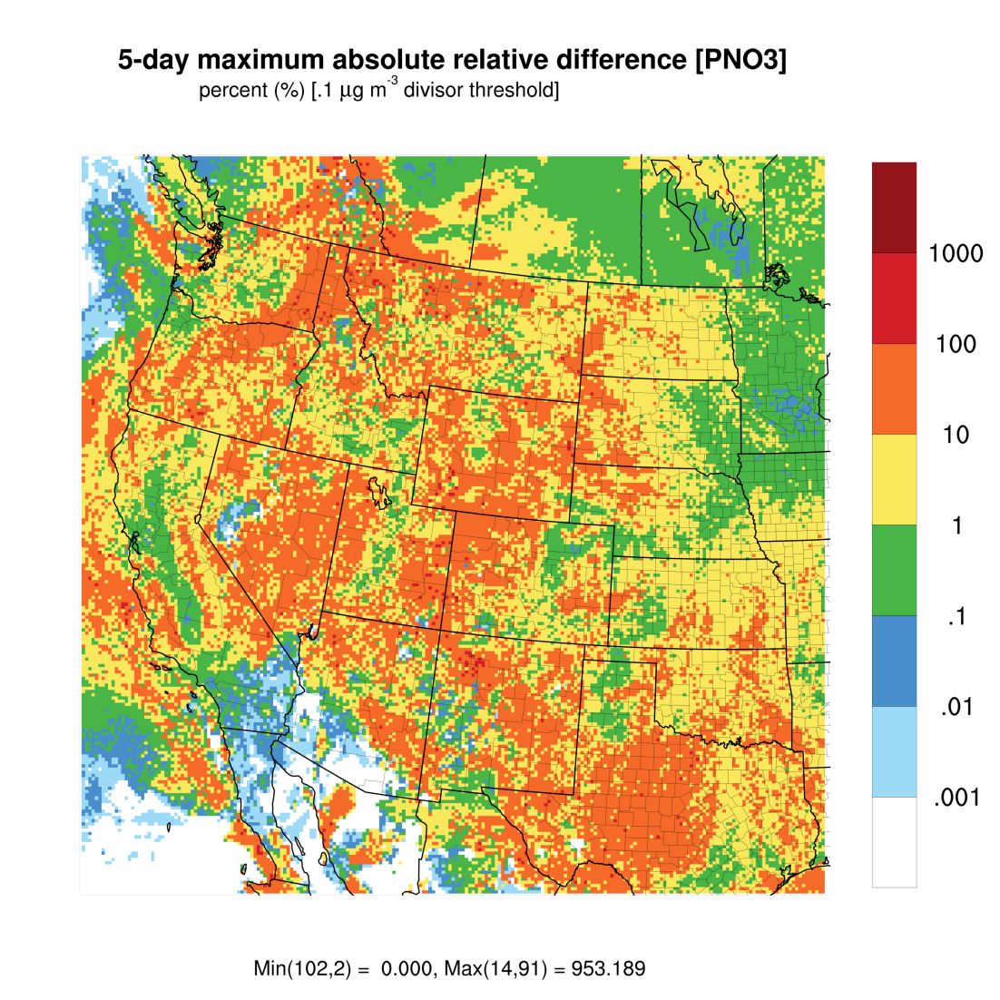 5-day maximum absolute relative difference [PNO3]
percent (%) [.1 μg m⁻³ divisor threshold]
1000
100
10
1
.1
.01
.001
Min(102,2) = 0.000, Max(14,91) = 953.189